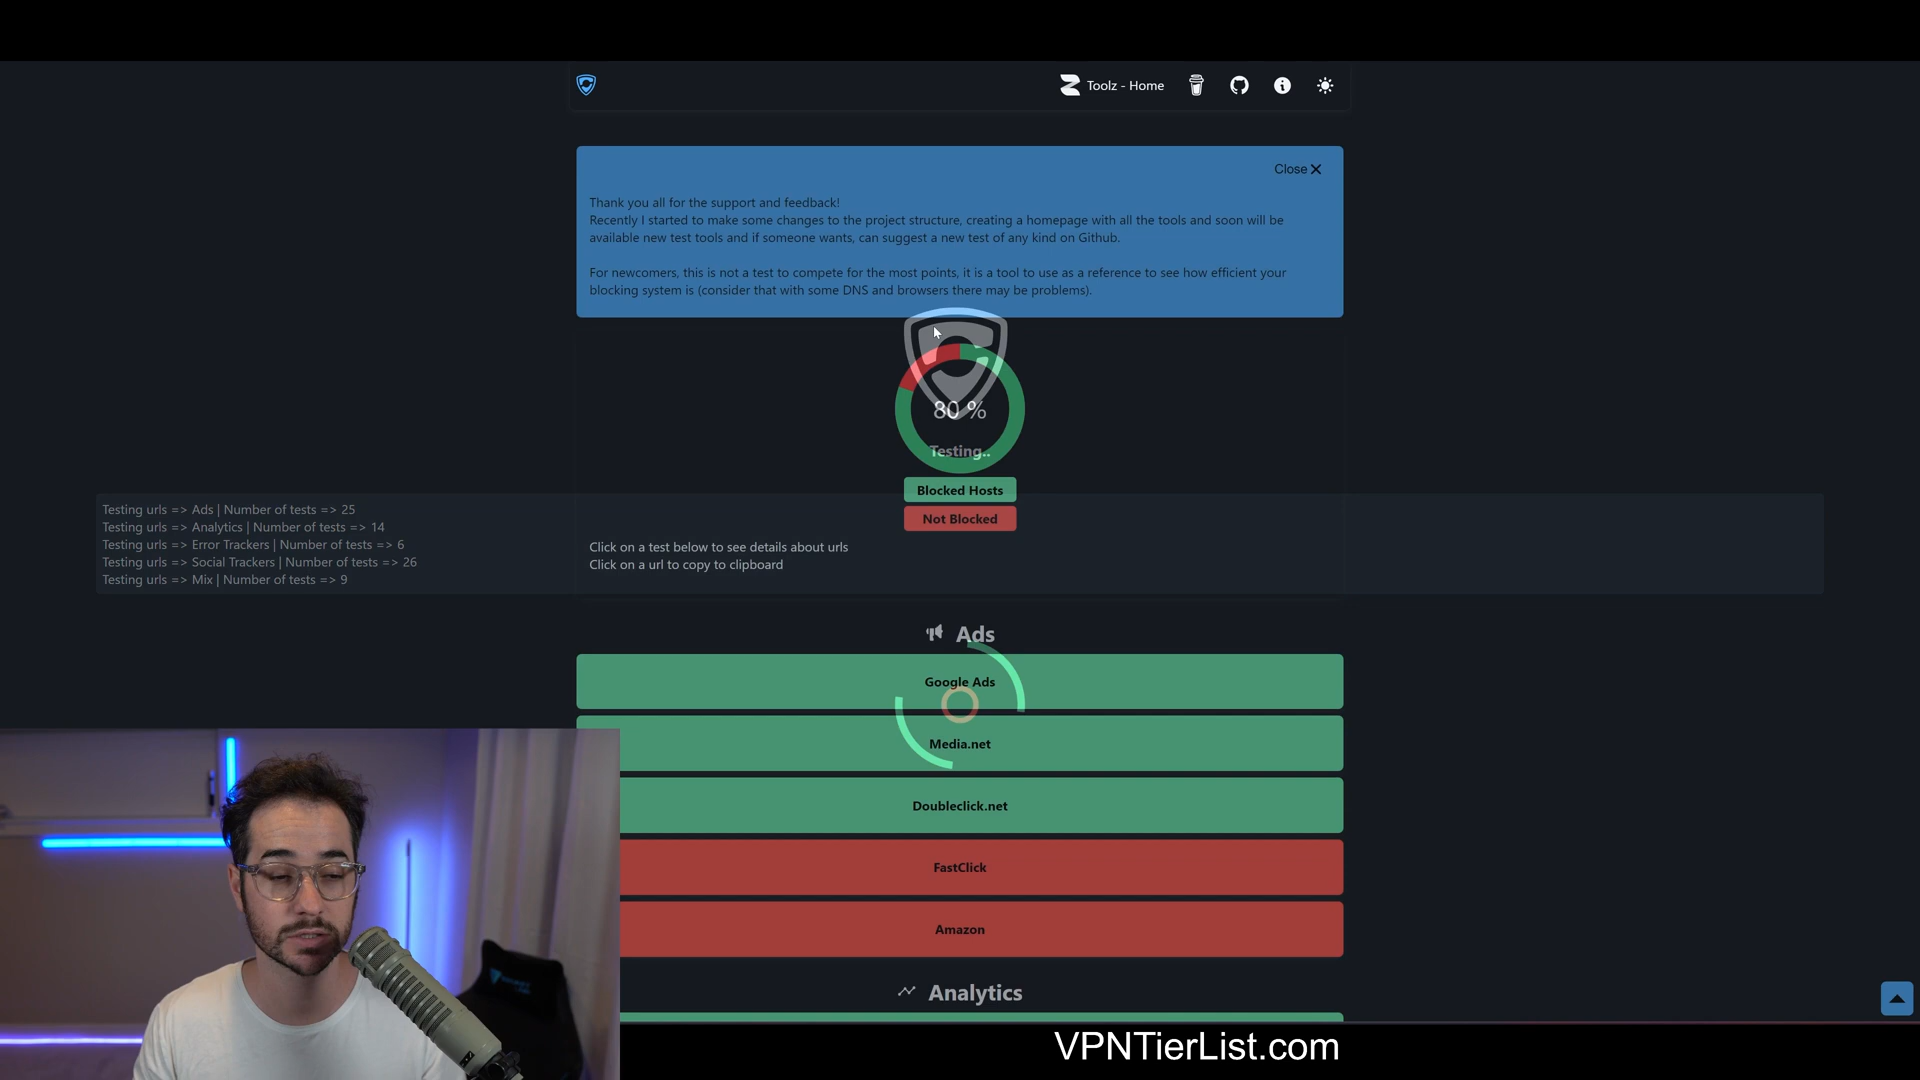 Toolz - Home
Close
Thank you all for the support and feedback!
Recently I started to make some changes to the project structure, creating a homepage with all the tools and soon will be
available new test tools and if someone wants, can suggest a new test of any kind on Github.
For newcomers, this is not a test to compete for the most points, it is a tool to use as a reference to see how efficient your
blocking system is (consider that with some DNS and browsers there may be problems).
80 %
Testing..
Blocked Hosts
Not Blocked
Testing urls => Ads | Number of tests => 25
Testing urls => Analytics | Number of tests => 14
Testing urls => Error Trackers | Number of tests => 6
Testing urls => Social Trackers | Number of tests => 26
Testing urls => Mix | Number of tests => 9
Click on a test below to see details about urls
Click on a url to copy to clipboard
Ads
Google Ads
Media.net
Doubleclick.net
FastClick
Amazon
Analytics
VPNTierList.com